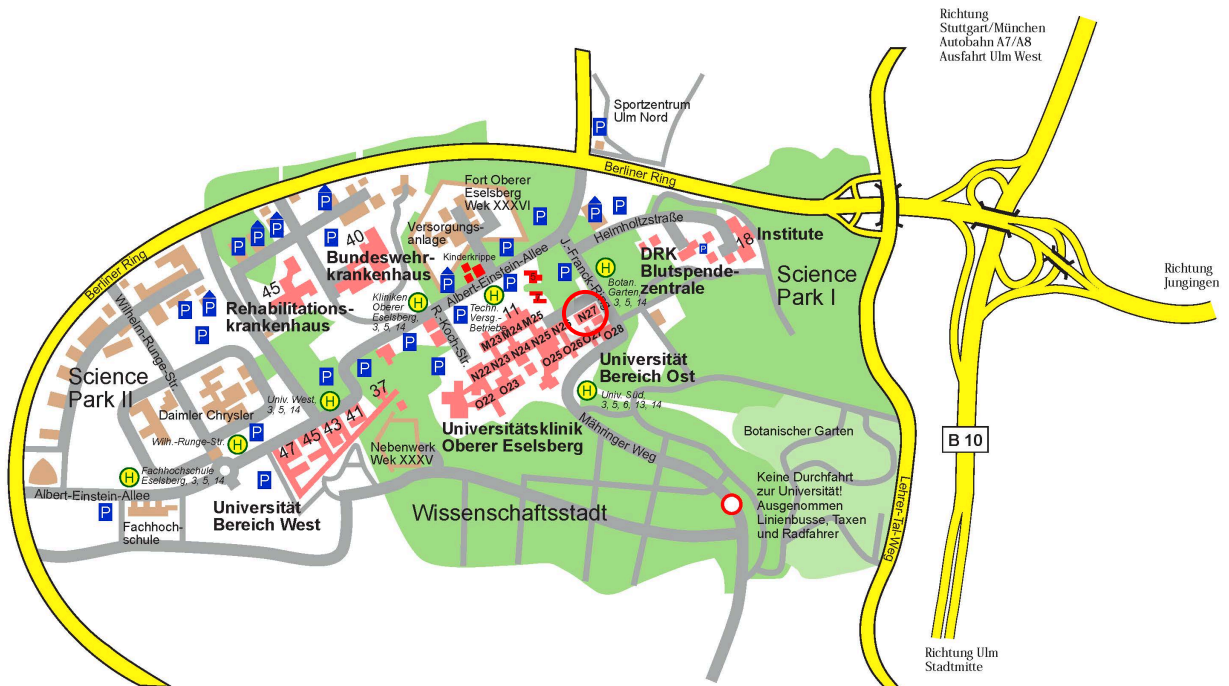 Richtung
Stuttgart/München
Autobahn A7/A8
Ausfahrt Ulm West
Sportzentrum
Ulm Nord
Berliner Ring
Richtung
Jungingen
Fort Oberer
Eselsberg
Wek XXXVI
Versorgungs-
anlage
Kinderkrippe
Helmholtzstraße
J.-Franck-R.
18
Institute
DRK
Blutspende-
zentrale
Science
Park I
40
Bundeswehr-
krankenhaus
Albert-Einstein-Allee
45
Rehabilitations-
krankenhaus
Kliniken
Oberer
Eselsberg,
3, 5, 14
Techn.
Versg.-
Betriebe
Botan.
Garten
3, 5, 14
R.-Koch-Str.
11
M23 M24 M25
N22 N23 N24 N25 N26 N27
O22 O23
O25 O26 O27 O28
Berliner Ring
Wilhelm-Runge-Str.
Science
Park II
Daimler Chrysler
Univ. West,
3, 5, 14
37
47 45 43 41
Wilh.-Runge-Str.
Fachhochschule
Eselsberg, 3, 5, 14
Albert-Einstein-Allee
Fachhoch-
schule
Universität
Bereich West
Nebenwerk
Wek XXXV
Universitätsklinik
Oberer Eselsberg
Universität
Bereich Ost
Univ. Süd,
3, 5, 6, 13, 14
Mähringer Weg
Wissenschaftsstadt
Botanischer Garten
Keine Durchfahrt
zur Universität!
Ausgenommen
Linienbusse, Taxen
und Radfahrer
Lehrer-Tal-Weg
B 10
Richtung Ulm
Stadtmitte